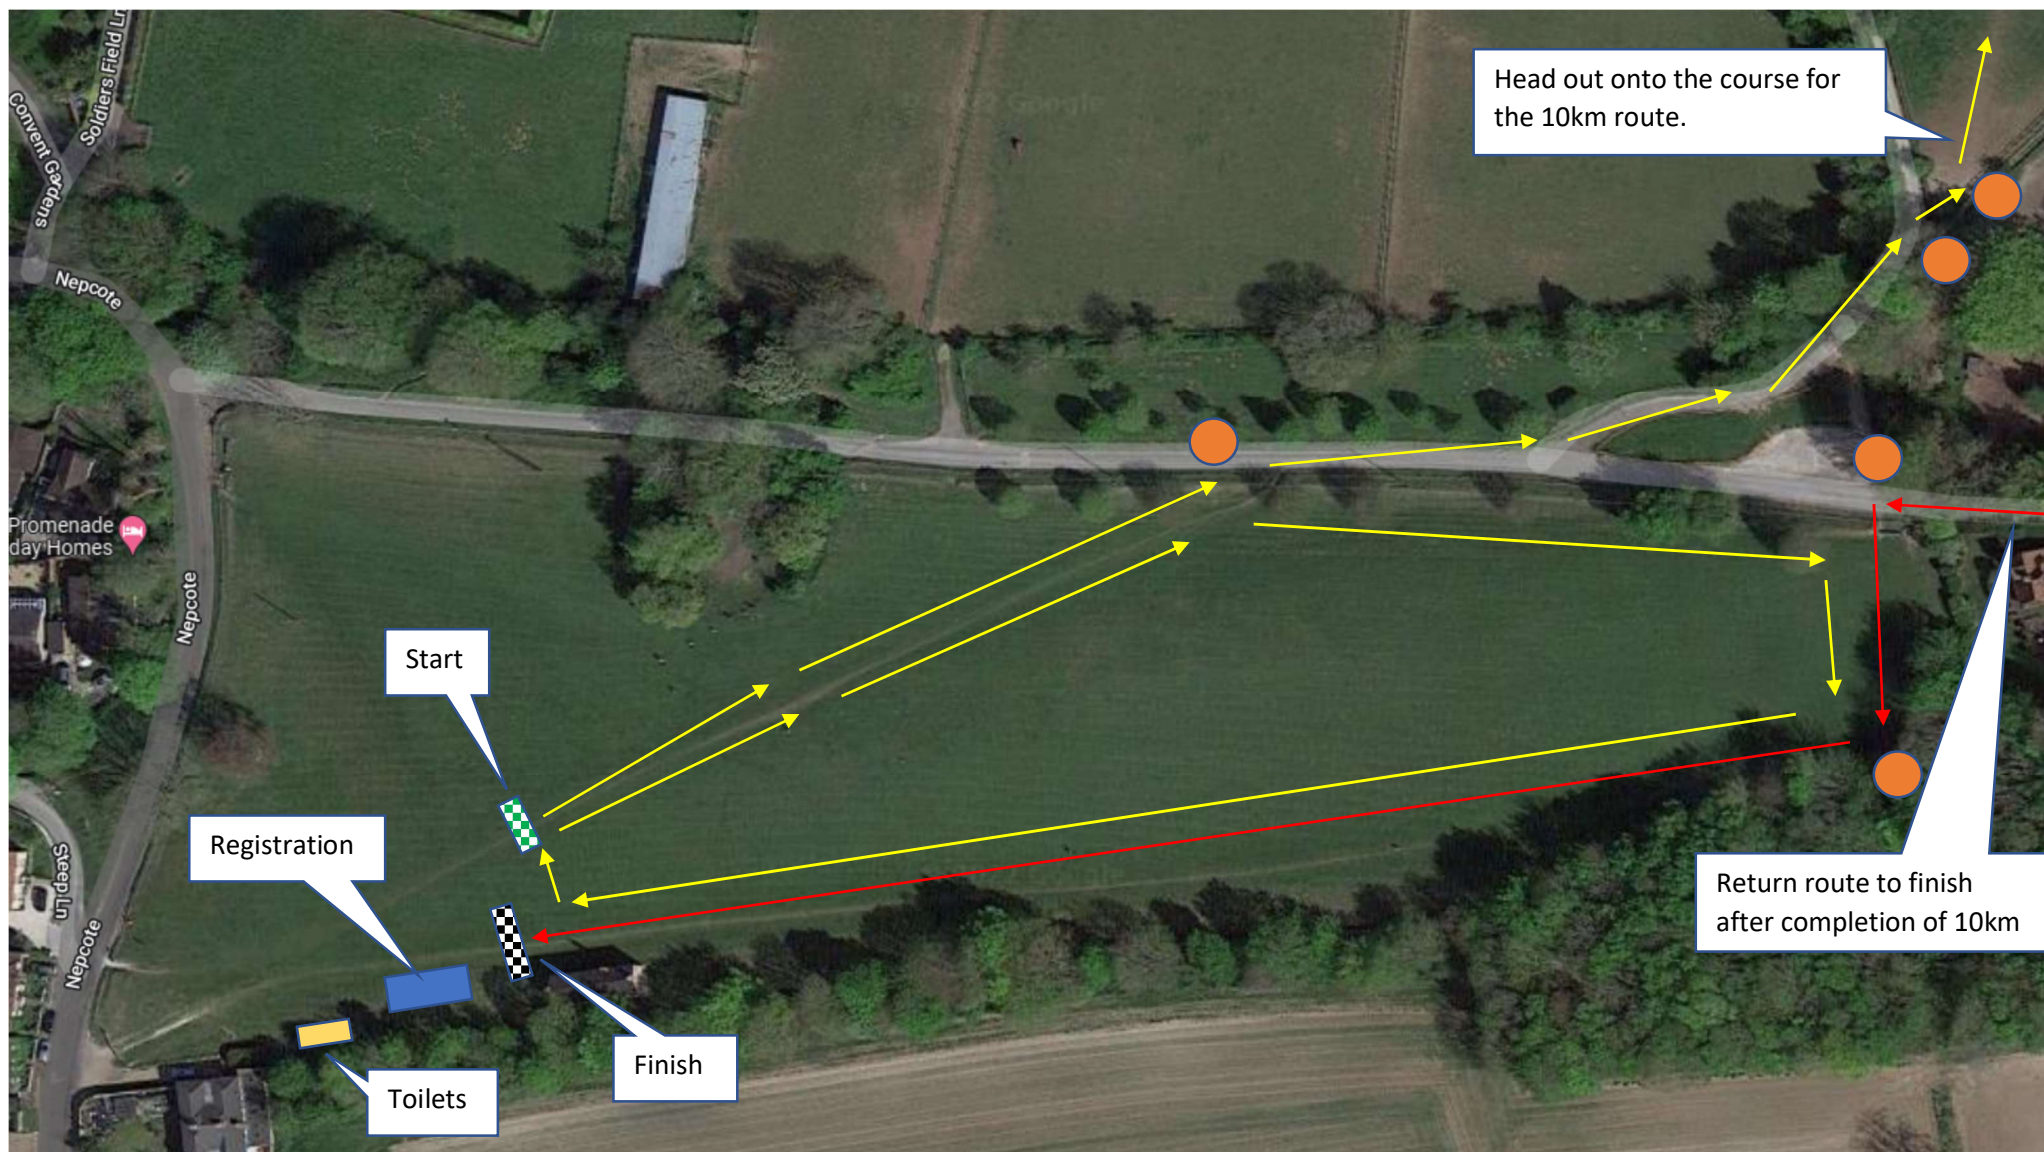 Soldiers Field Ln
Convent Gardens
Nepcote
Head out onto the course for
the 10km route.
Google
Promenade
day Homes
Nepcote
Start
Registration
Steep Ln
Nepcote
Return route to finish
after completion of 10km
Finish
Toilets